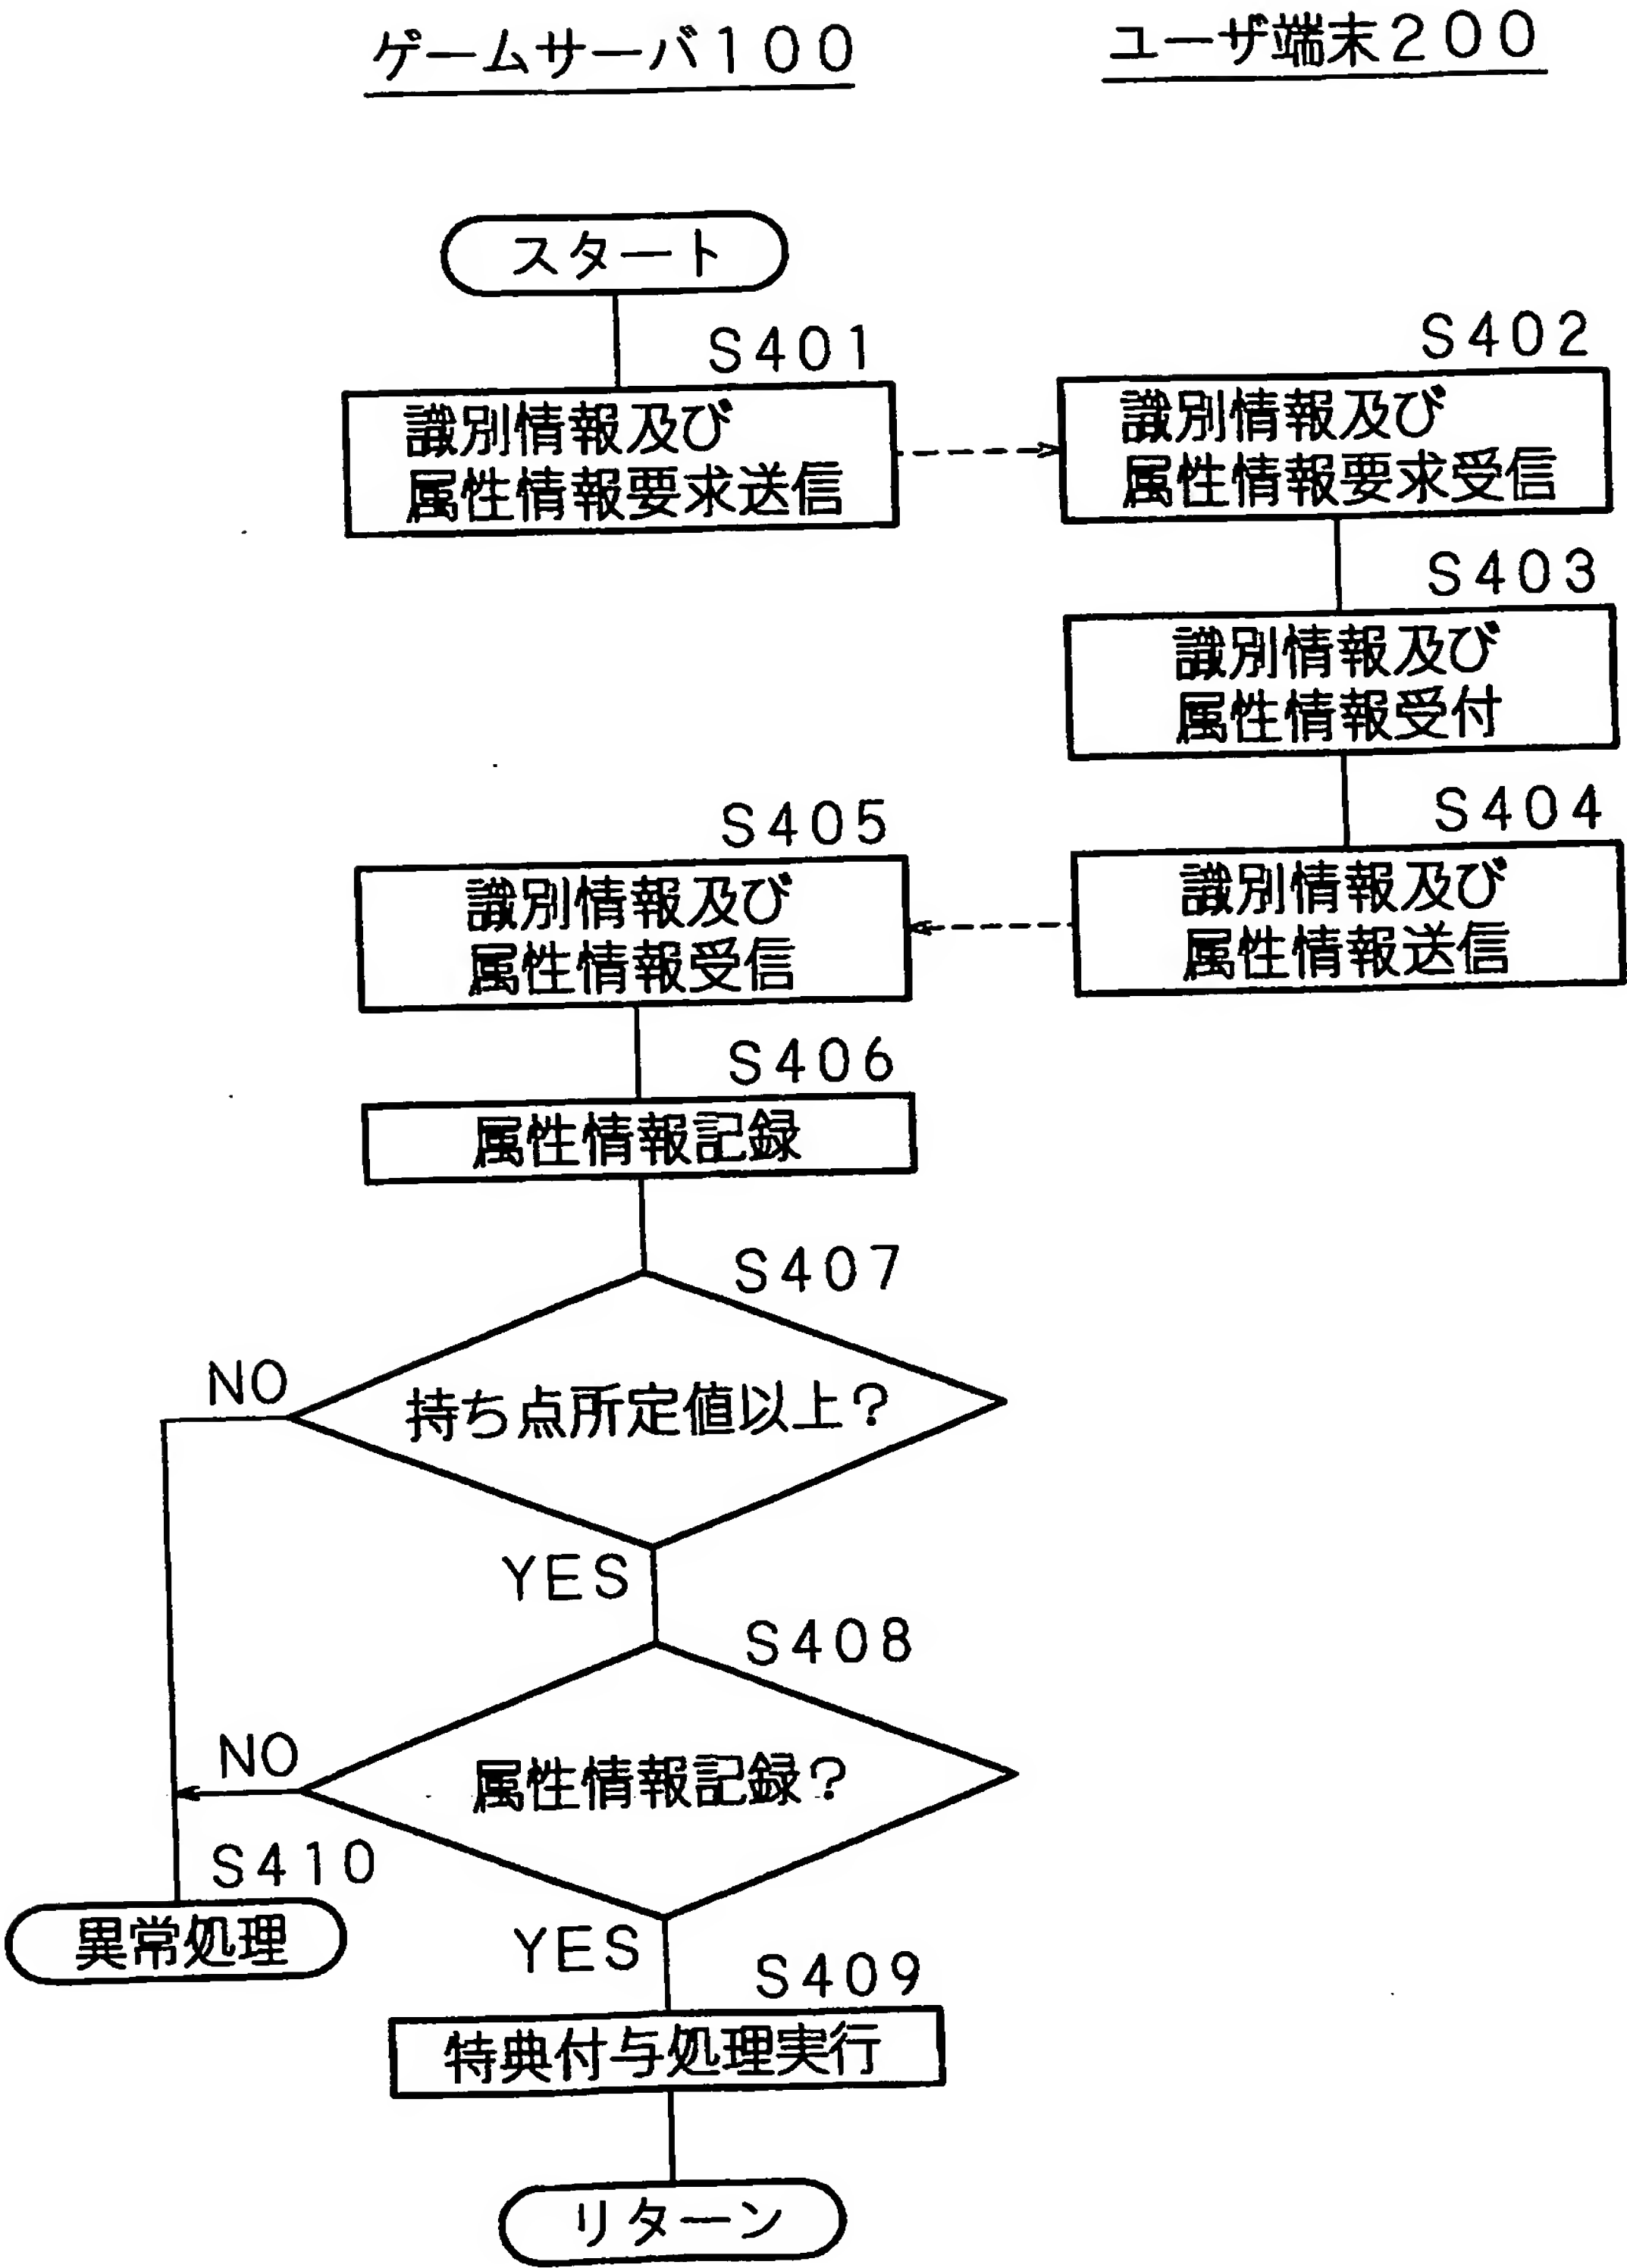 ゲームサーバ100
ユーザ端末200
スタート
S401
識別情報及び
属性情報要求送信
S402
識別情報及び
属性情報要求受信
S403
識別情報及び
属性情報受付
S404
識別情報及び
属性情報送信
S405
識別情報及び
属性情報受信
S406
属性情報記録
S407
持ち点所定値以上?
NO
YES
S408
属性情報記録?
NO
YES
S410
異常処理
S409
特典付与処理実行
リターン